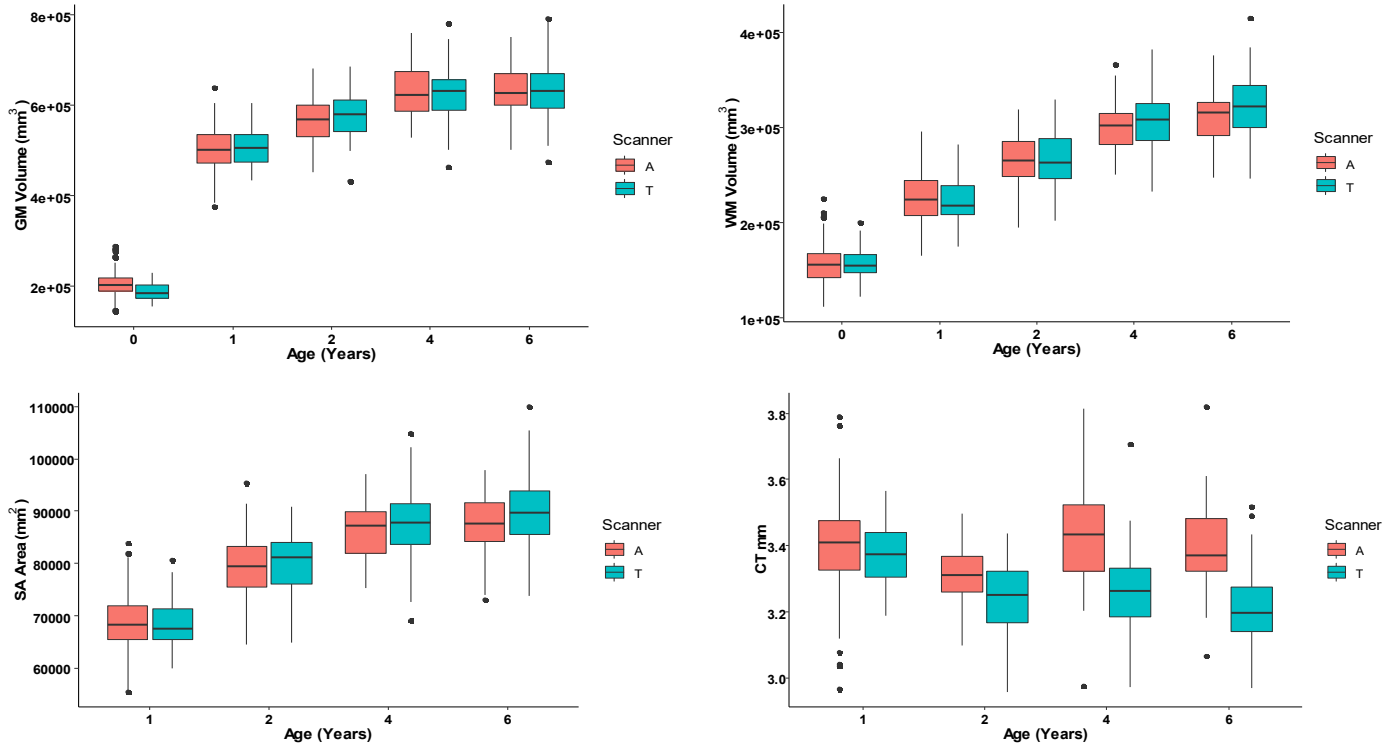 8e+05
6e+05
4e+05
2e+05
GM Volume (mm3)
0 1 2 4 6
Age (Years)
Scanner
A
T
4e+05
3e+05
2e+05
1e+05
WM Volume (mm3)
0 1 2 4 6
Age (Years)
Scanner
A
T
110000
100000
90000
80000
70000
60000
SA Area (mm2)
1 2 4 6
Age (Years)
Scanner
A
T
3.8
3.6
3.4
3.2
3.0
CT mm
1 2 4 6
Age (Years)
Scanner
A
T